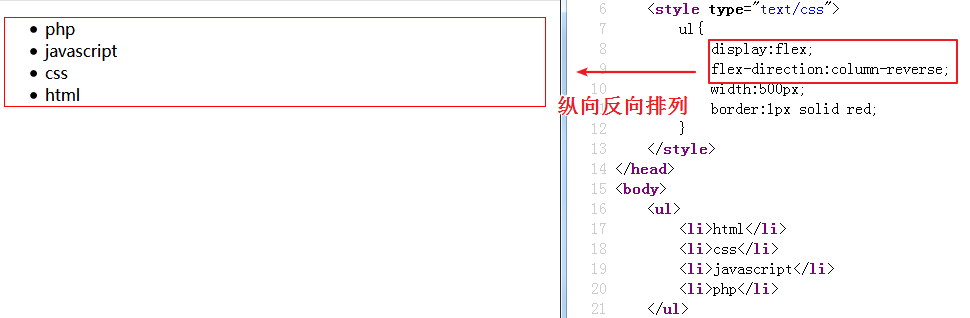 php
javascript
css
html
纵向反向排列
6 <style type="text/css">
7 ul{
8 display:flex;
9 flex-direction:column-reverse;
width:500px;
border:1px solid red;
12 }
13 </style>
14 </head>
15 <body>
16 <ul>
17 <li>html</li>
18 <li>css</li>
19 <li>javascript</li>
20 <li>php</li>
21 </ul>